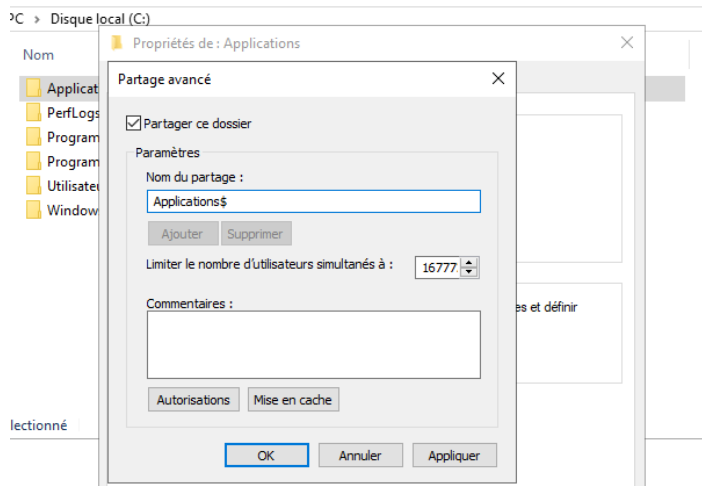 PC > Disque local (C:)
Propriétés de : Applications
Nom
Partage avancé
Applicat
PerfLogs
Partager ce dossier
Program
Paramètres
Program
Nom du partage :
Utilisateu
Applications$
Window
Ajouter Supprimer
Limiter le nombre d'utilisateurs simultanés à : 16777
Commentaires :
es et définir
Autorisations Mise en cache
lectionné
OK Annuler Appliquer